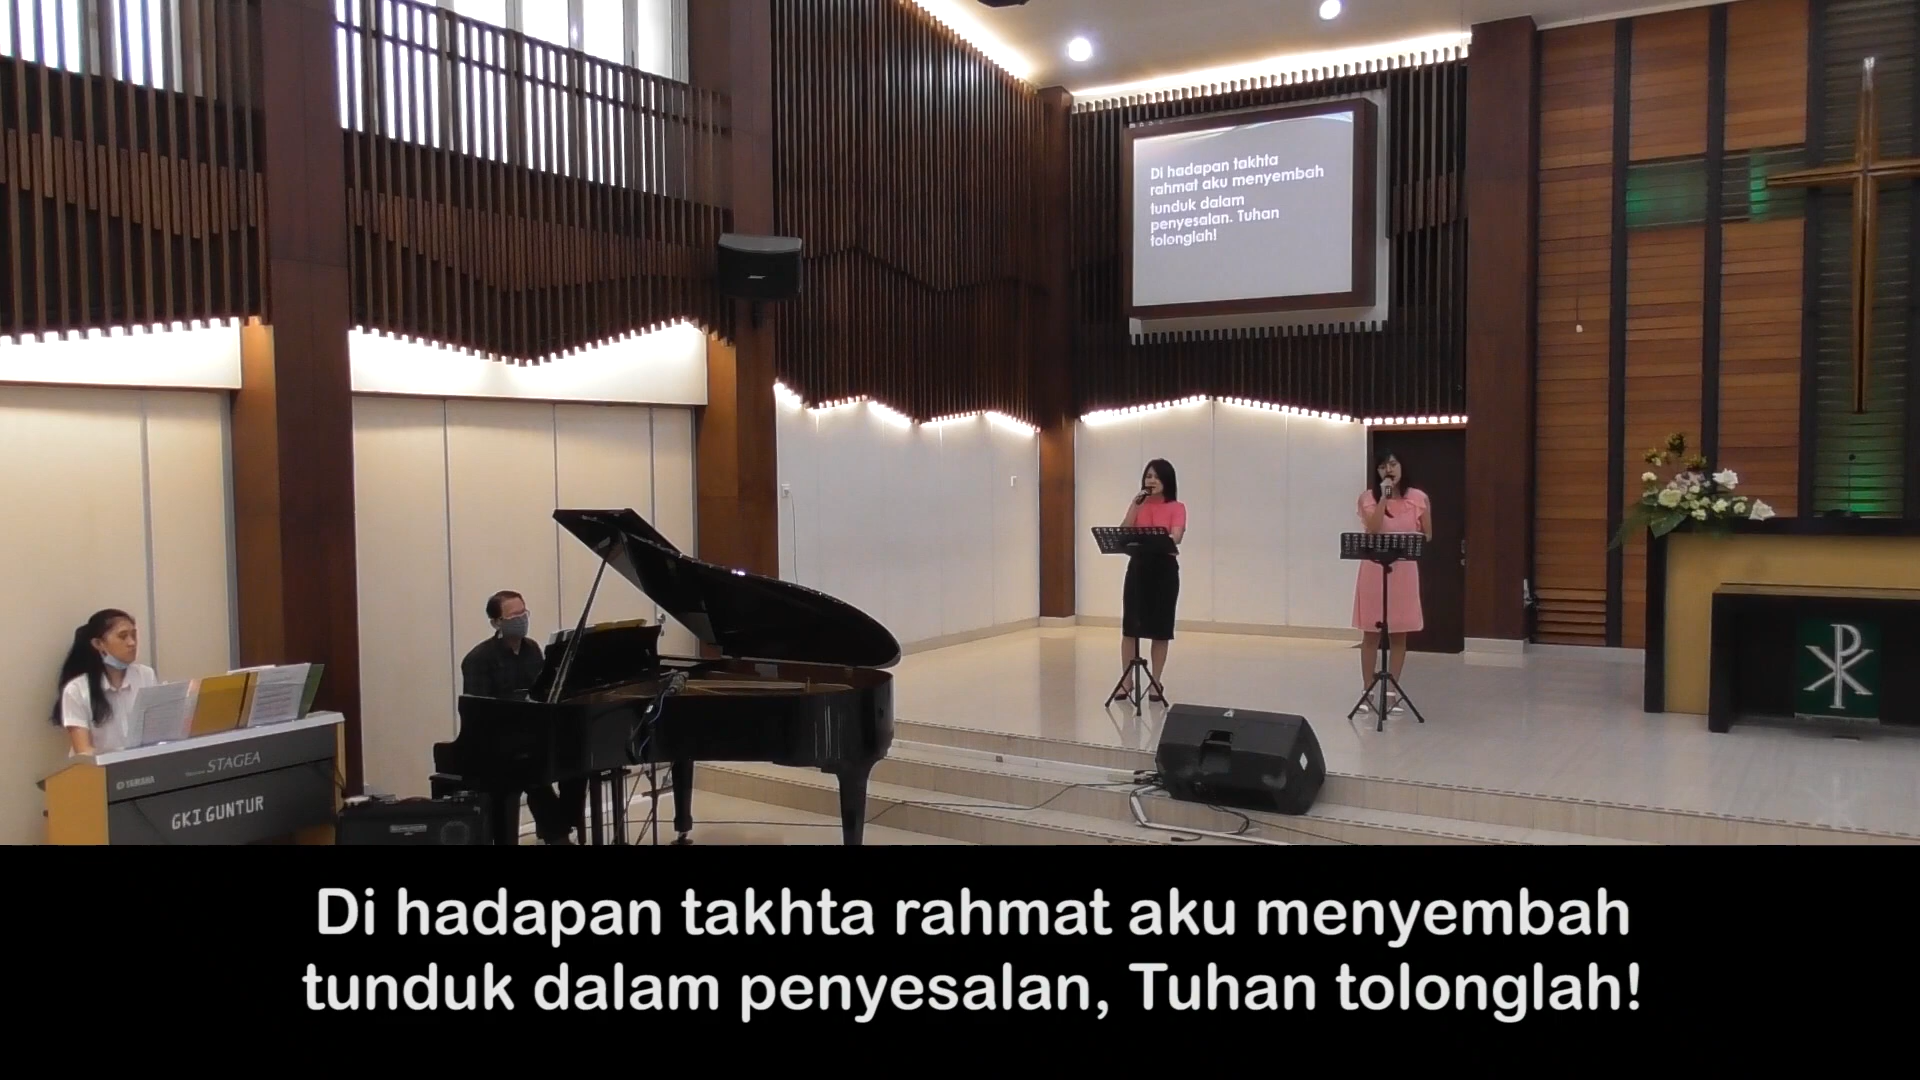 Di hadapan takhta
rahmat aku menyembah
tunduk dalam
penyesalan. Tuhan
tolonglah!
BOSE
YAMAHA
STAGEA
GKI GUNTUR
Di hadapan takhta rahmat aku menyembah
tunduk dalam penyesalan, Tuhan tolonglah!